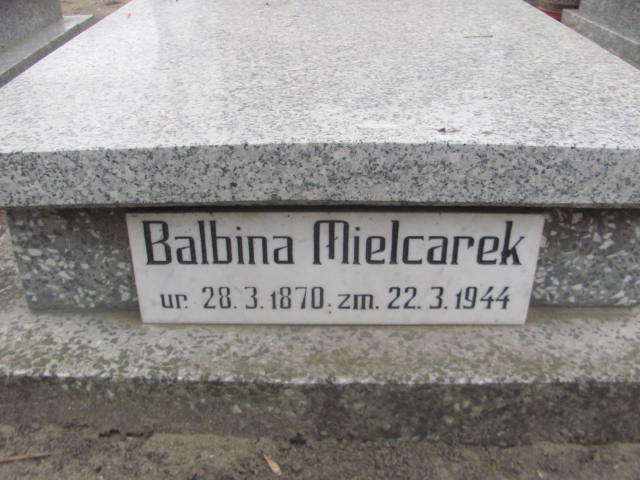 Balbina Mielcarek
ur. 28.3.1870. zm. 22.3.1944